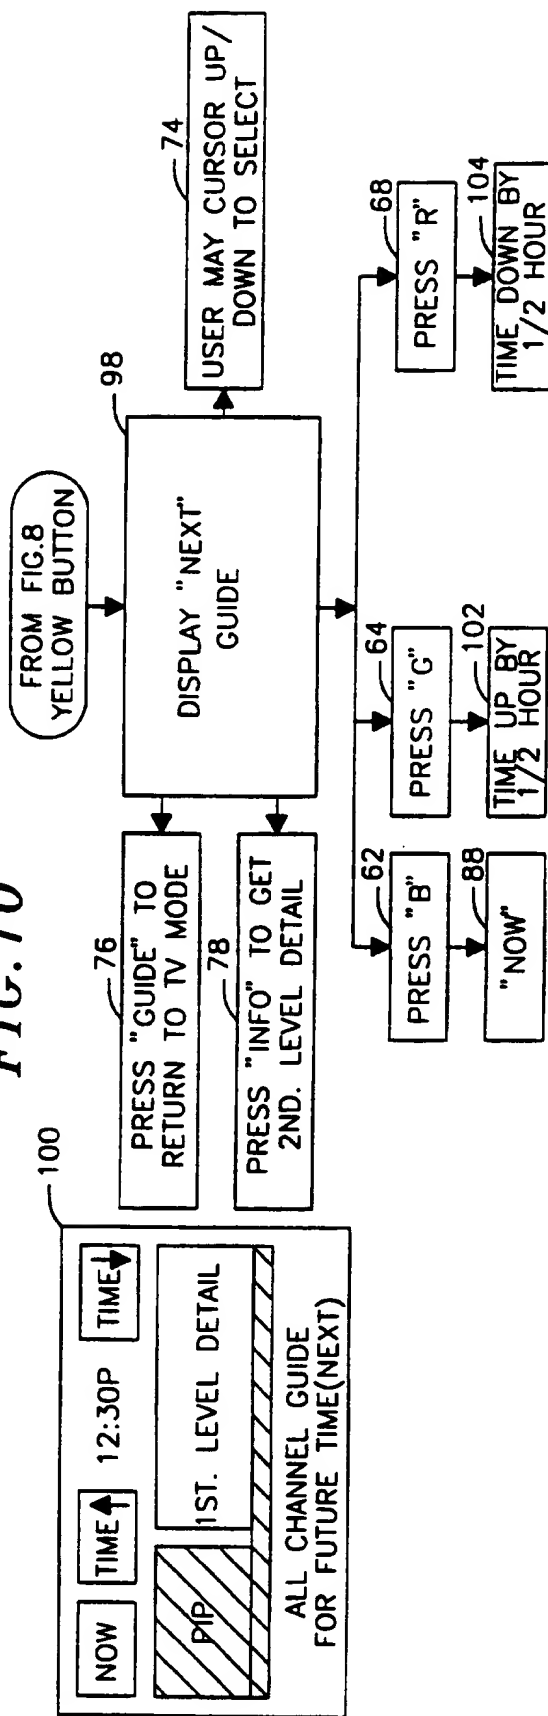 FIG. 10
100
NOW
TIME
12:30P
TIME
PIP
1ST. LEVEL DETAIL
ALL CHANNEL GUIDE
FOR FUTURE TIME(NEXT)
FROM FIG.8
YELLOW BUTTON
98
DISPLAY "NEXT"
GUIDE
76
PRESS "GUIDE" TO
RETURN TO TV MODE
78
PRESS "INFO" TO GET
2ND. LEVEL DETAIL
74
USER MAY CURSOR UP/
DOWN TO SELECT
62
PRESS "B"
88
"NOW"
64
PRESS "G"
102
TIME UP BY
1/2 HOUR
68
PRESS "R"
104
TIME DOWN BY
1/2 HOUR